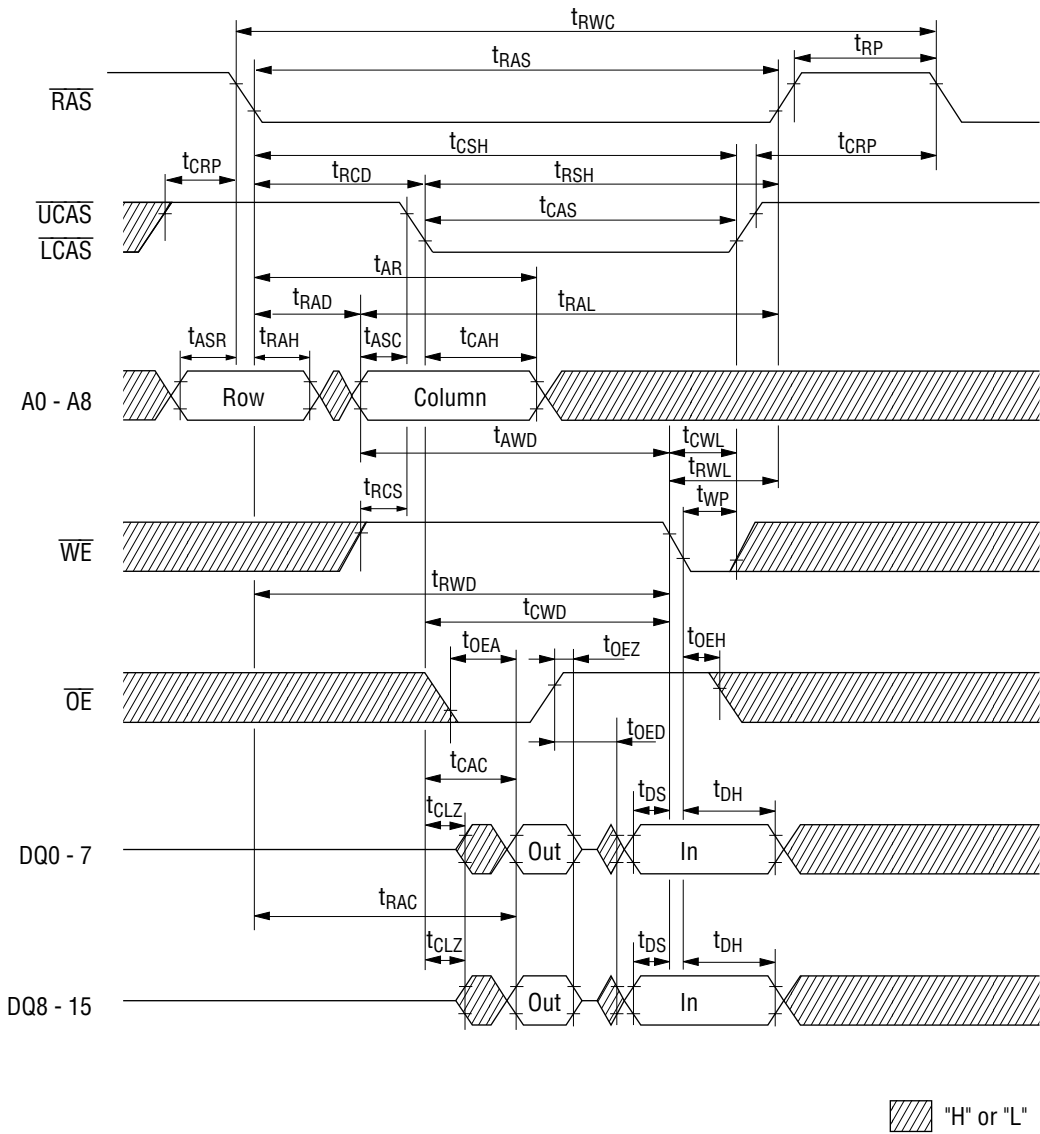 tRWC
tRAS
tRP
RAS
tCSH
tCRP
tCRP
tRCD
tRSH
UCAS
tCAS
LCAS
tAR
tRAD
tRAL
tASR
tRAH
tASC
tCAH
A0 - A8
Row
Column
tAWD
tCWL
tRWL
tRCS
tWP
WE
tRWD
tCWD
tOEA
tOEZ
tOEH
OE
tOED
tCAC
tCLZ
tDS
tDH
DQ0 - 7
Out
In
tRAC
tCLZ
tDS
tDH
DQ8 - 15
Out
In
"H" or "L"